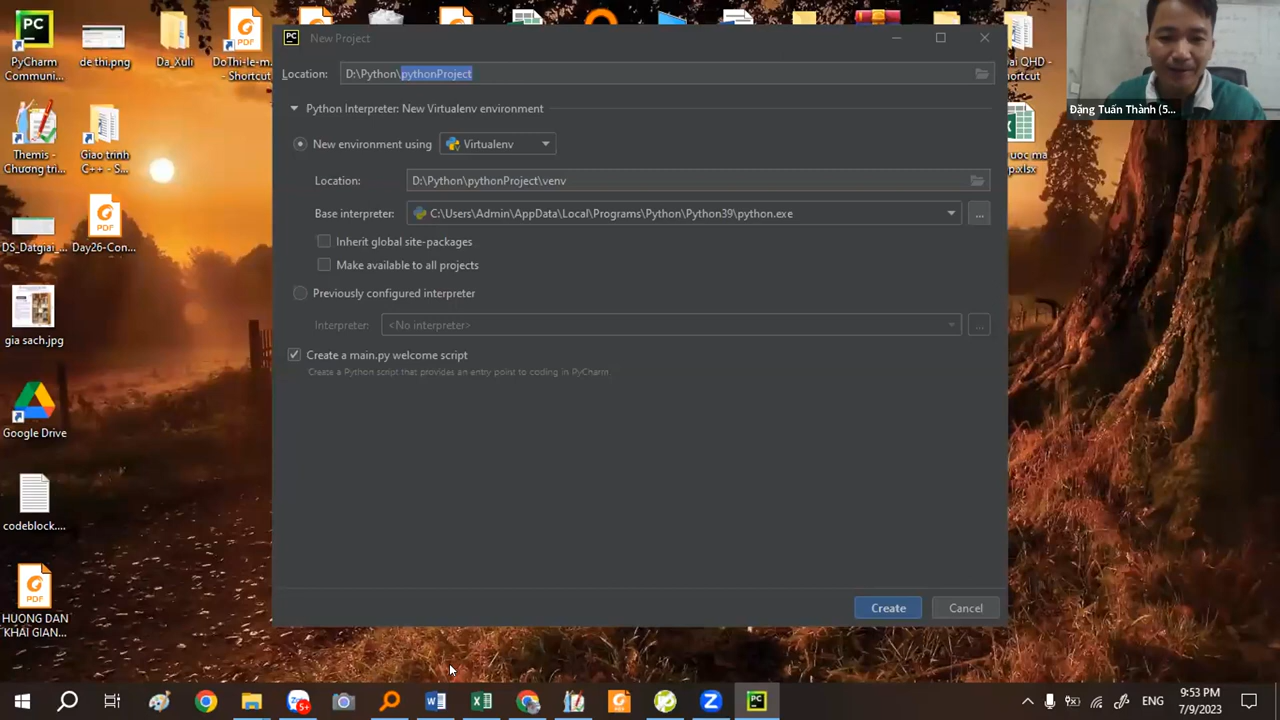 PyCharm
Communi...
de thi.png
Da_Xuli
DoThi-le-m...
- Shortcut
New Project
Location:
D:\Python\pythonProject
Python Interpreter: New Virtualenv environment
New environment using
Virtualenv
Location:
D:\Python\pythonProject\venv
Base interpreter:
C:\Users\Admin\AppData\Local\Programs\Python\Python39\python.exe
...
Inherit global site-packages
Make available to all projects
Previously configured interpreter
Interpreter:
<No interpreter>
...
Create a main.py welcome script
Create a Python script that provides an entry point to coding in PyCharm.
Create
Cancel
Đặng Tuấn Thành (5...
Themis -
Chương tri...
Giao trình
C++ - S...
DS_Datgiai_...
Day26-Con...
gia sach.jpg
Google Drive
codeblock....
HUONG DAN
KHAI GIAN...
PDF
PDF
PDF
PDF
PC
PC
5+
ENG
9:53 PM
7/9/2023